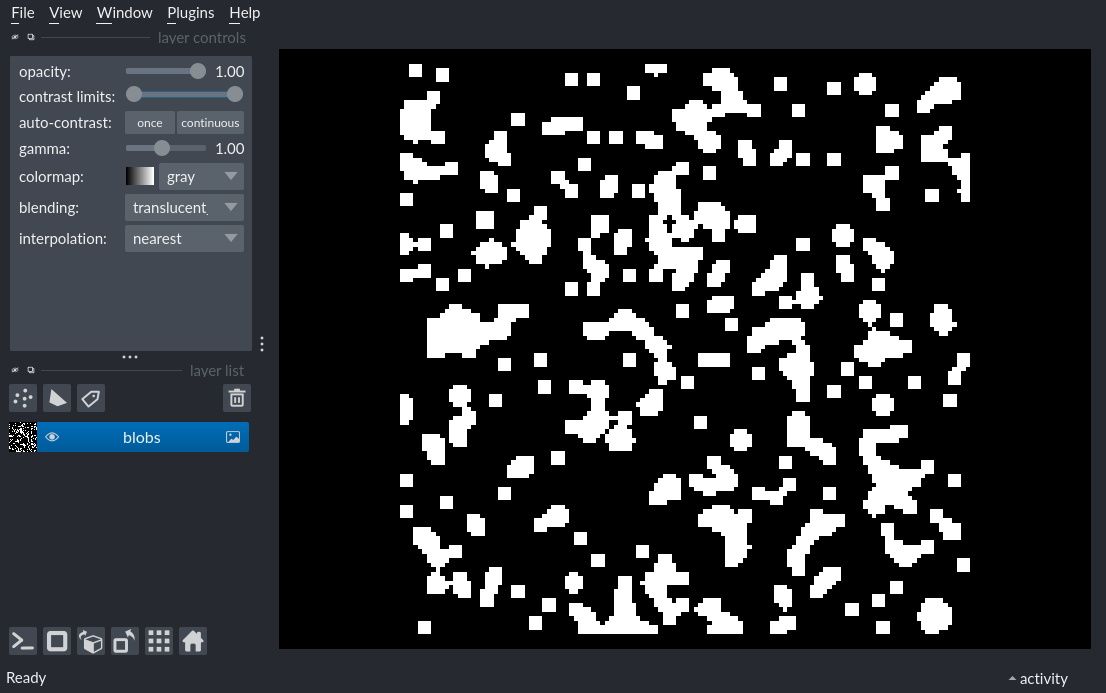 File View Window Plugins Help
layer controls
opacity: 1.00
contrast limits:
auto-contrast: once continuous
gamma: 1.00
colormap: gray
blending: translucent
interpolation: nearest
layer list
blobs
Ready
activity